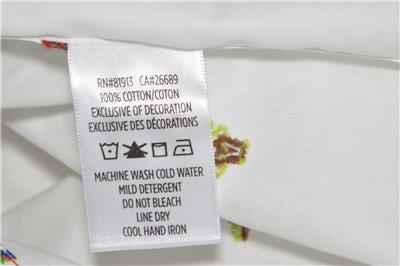 RN#81913 CA#26689
100% COTTON/COTON
EXCLUSIVE OF DECORATION
EXCLUSIVE DES DÉCORATIONS
MACHINE WASH COLD WATER
MILD DETERGENT
DO NOT BLEACH
LINE DRY
COOL HAND IRON